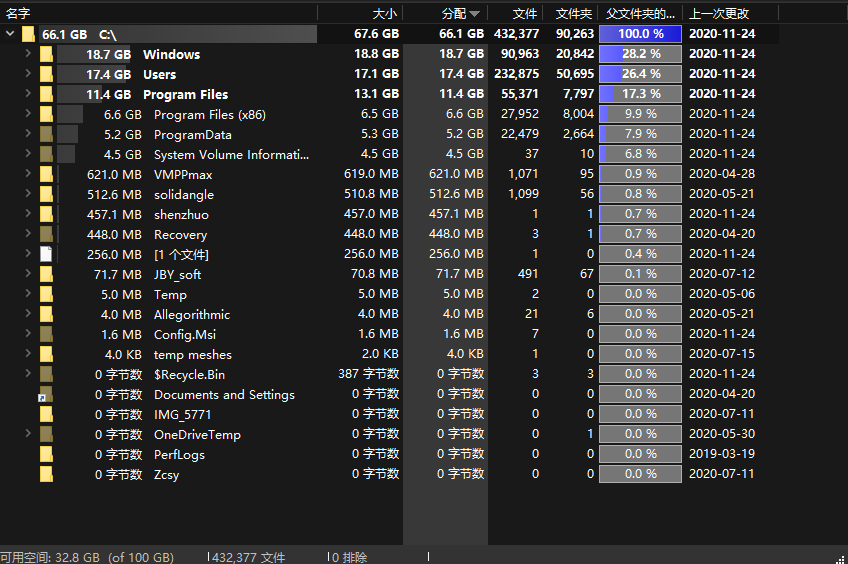 名字 大小 分配 文件 文件夹 父文件夹的... 上一次更改
66.1 GB C:\ 67.6 GB 66.1 GB 432,377 90,263 100.0 % 2020-11-24
18.7 GB Windows 18.8 GB 18.7 GB 90,963 20,842 28.2 % 2020-11-24
17.4 GB Users 17.1 GB 17.4 GB 232,875 50,695 26.4 % 2020-11-24
11.4 GB Program Files 13.1 GB 11.4 GB 55,371 7,797 17.3 % 2020-11-24
6.6 GB Program Files (x86) 6.5 GB 6.6 GB 27,952 8,004 9.9 % 2020-11-24
5.2 GB ProgramData 5.3 GB 5.2 GB 22,479 2,664 7.9 % 2020-11-24
4.5 GB System Volume Informati... 4.5 GB 4.5 GB 37 10 6.8 % 2020-11-24
621.0 MB VMPPmax 619.0 MB 621.0 MB 1,071 95 0.9 % 2020-04-28
512.6 MB solidangle 510.8 MB 512.6 MB 1,099 56 0.8 % 2020-05-21
457.1 MB shenzhuo 457.0 MB 457.1 MB 1 1 0.7 % 2020-11-24
448.0 MB Recovery 448.0 MB 448.0 MB 3 1 0.7 % 2020-04-20
256.0 MB [1 个文件] 256.0 MB 256.0 MB 1 0 0.4 % 2020-11-24
71.7 MB JBY_soft 70.8 MB 71.7 MB 491 67 0.1 % 2020-07-12
5.0 MB Temp 5.0 MB 5.0 MB 2 0 0.0 % 2020-05-06
4.0 MB Allegorithmic 4.0 MB 4.0 MB 21 6 0.0 % 2020-05-21
1.6 MB Config.Msi 1.6 MB 1.6 MB 7 0 0.0 % 2020-11-24
4.0 KB temp meshes 2.0 KB 4.0 KB 1 0 0.0 % 2020-07-15
0 字节数 $Recycle.Bin 387 字节数 0 字节数 3 3 0.0 % 2020-11-24
0 字节数 Documents and Settings 0 字节数 0 字节数 0 0 0.0 % 2020-04-20
0 字节数 IMG_5771 0 字节数 0 字节数 0 0 0.0 % 2020-07-11
0 字节数 OneDriveTemp 0 字节数 0 字节数 0 1 0.0 % 2020-05-30
0 字节数 PerfLogs 0 字节数 0 字节数 0 0 0.0 % 2019-03-19
0 字节数 Zcsy 0 字节数 0 字节数 0 0 0.0 % 2020-07-11
可用空间: 32.8 GB (of 100 GB) 432,377 文件 0 排除